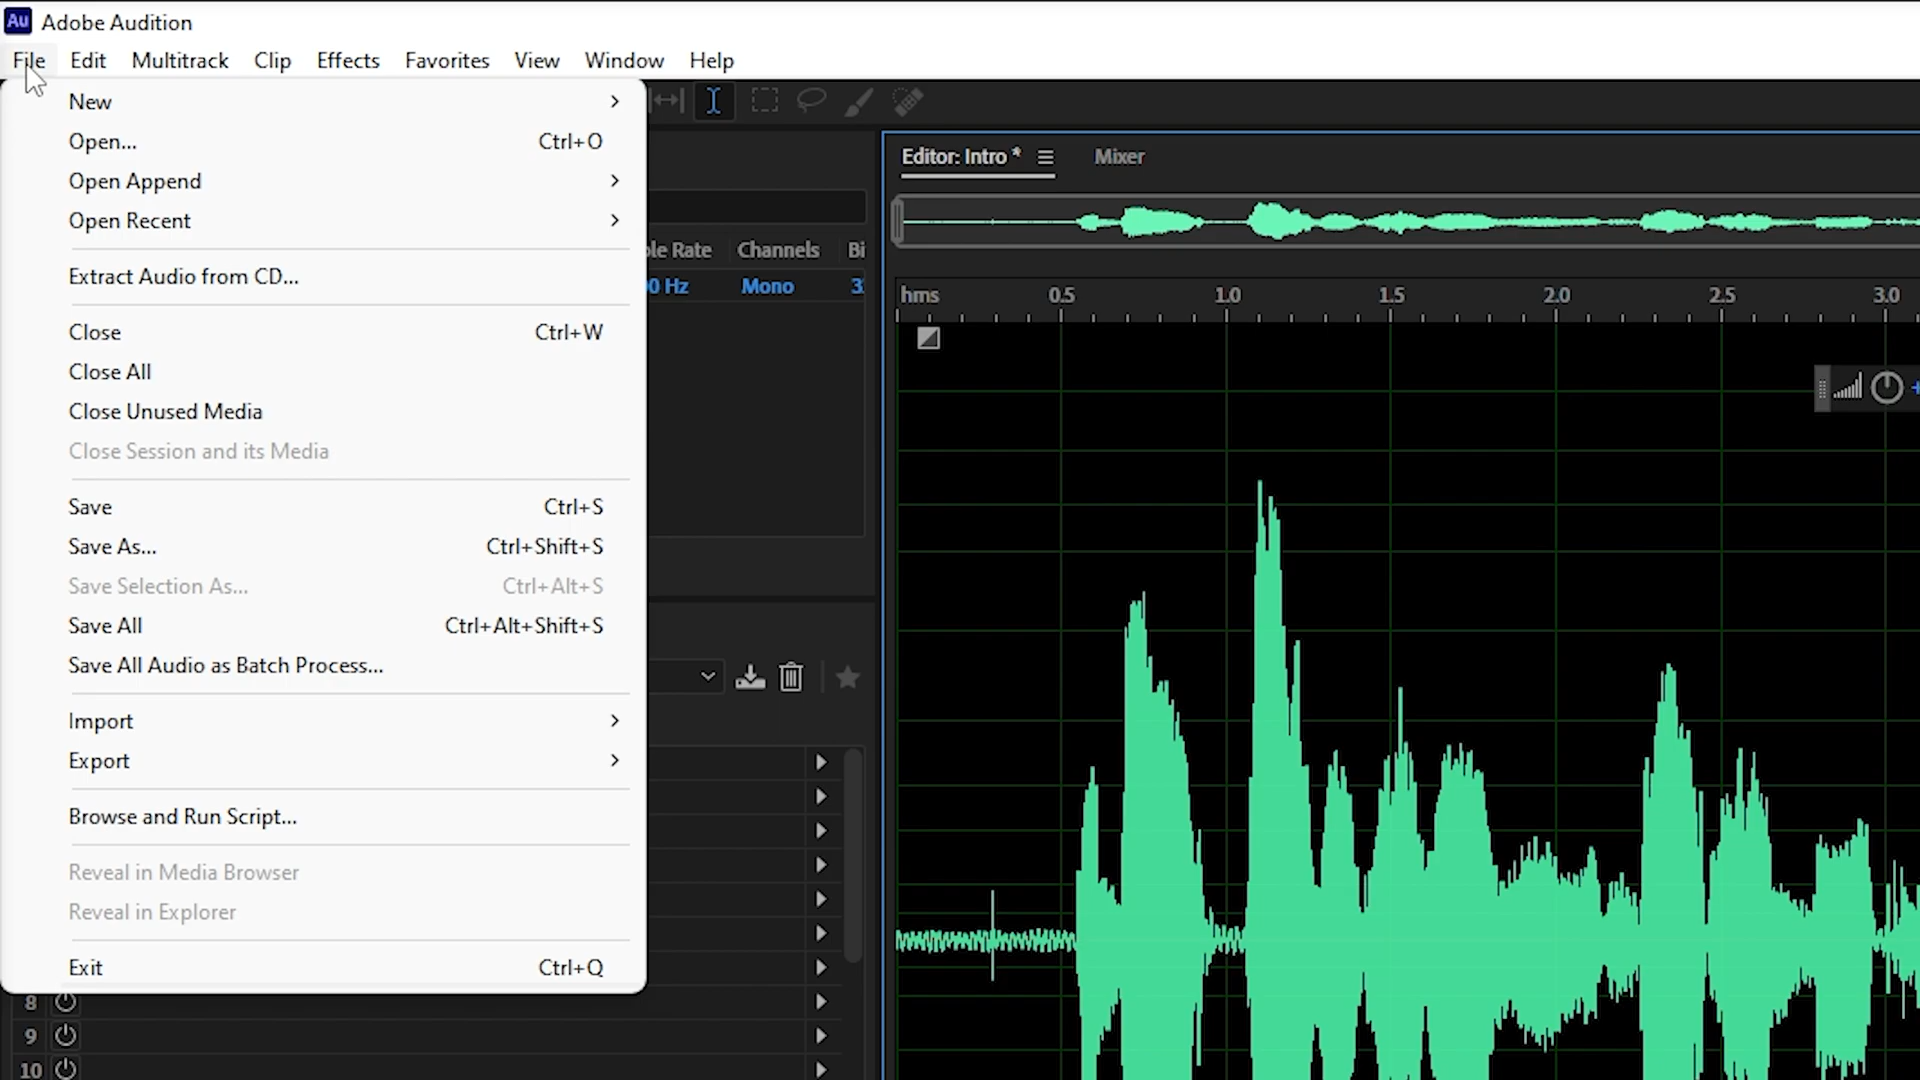 Au Adobe Audition
File Edit Multitrack Clip Effects Favorites View Window Help
New
Open... Ctrl+O
Open Append
Open Recent
Extract Audio from CD...
Close Ctrl+W
Close All
Close Unused Media
Close Session and its Media
Save Ctrl+S
Save As... Ctrl+Shift+S
Save Selection As... Ctrl+Alt+S
Save All Ctrl+Alt+Shift+S
Save All Audio as Batch Process...
Import
Export
Browse and Run Script...
Reveal in Media Browser
Reveal in Explorer
Exit Ctrl+Q
8
9
10
ple Rate Channels Bi
00 Hz Mono 3
Editor: Intro * Mixer
hms 0.5 1.0 1.5 2.0 2.5 3.0